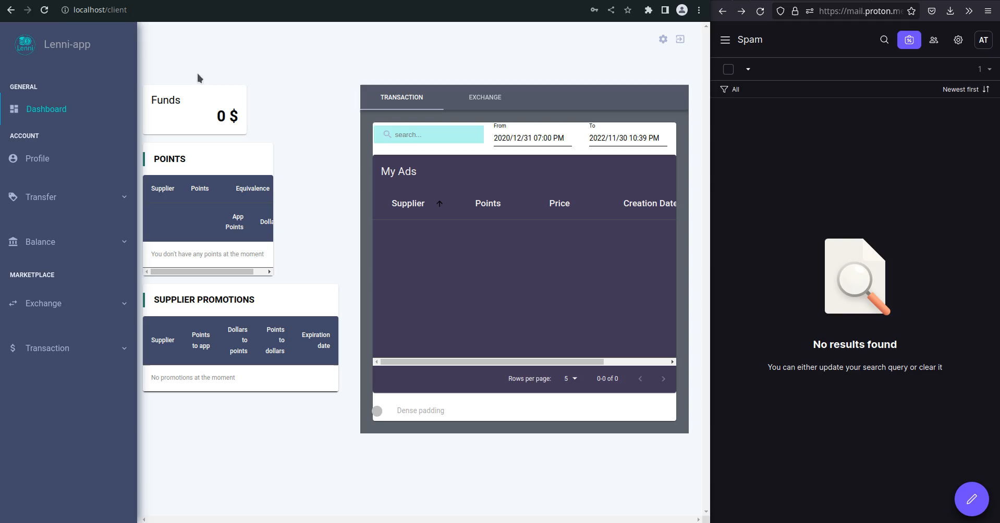 localhost/client
Lenni
Lenni-app
GENERAL
Dashboard
ACCOUNT
Profile
Transfer
Balance
MARKETPLACE
Exchange
Transaction
Funds
0 $
POINTS
Supplier Points Equivalence
App
Points
You don't have any points at the moment
SUPPLIER PROMOTIONS
Supplier
Points
to app
Dollars
to
points
Points
to
dollars
Expiration
date
No promotions at the moment
TRANSACTION EXCHANGE
search...
From
2020/12/31 07:00 PM
To
2022/11/30 10:39 PM
My Ads
Supplier Points Price Creation Date
Rows per page: 5 0-0 of 0
Dense padding
https://mail.proton.me
Spam
AT
1
All
Newest first
No results found
You can either update your search query or clear it